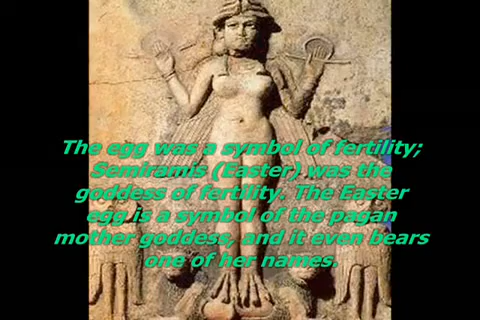 The egg was a symbol of fertility;
Semiramis (Easter) was the
goddess of fertility. The Easter
egg is a symbol of the pagan
mother goddess, and it even bears
one of her names.